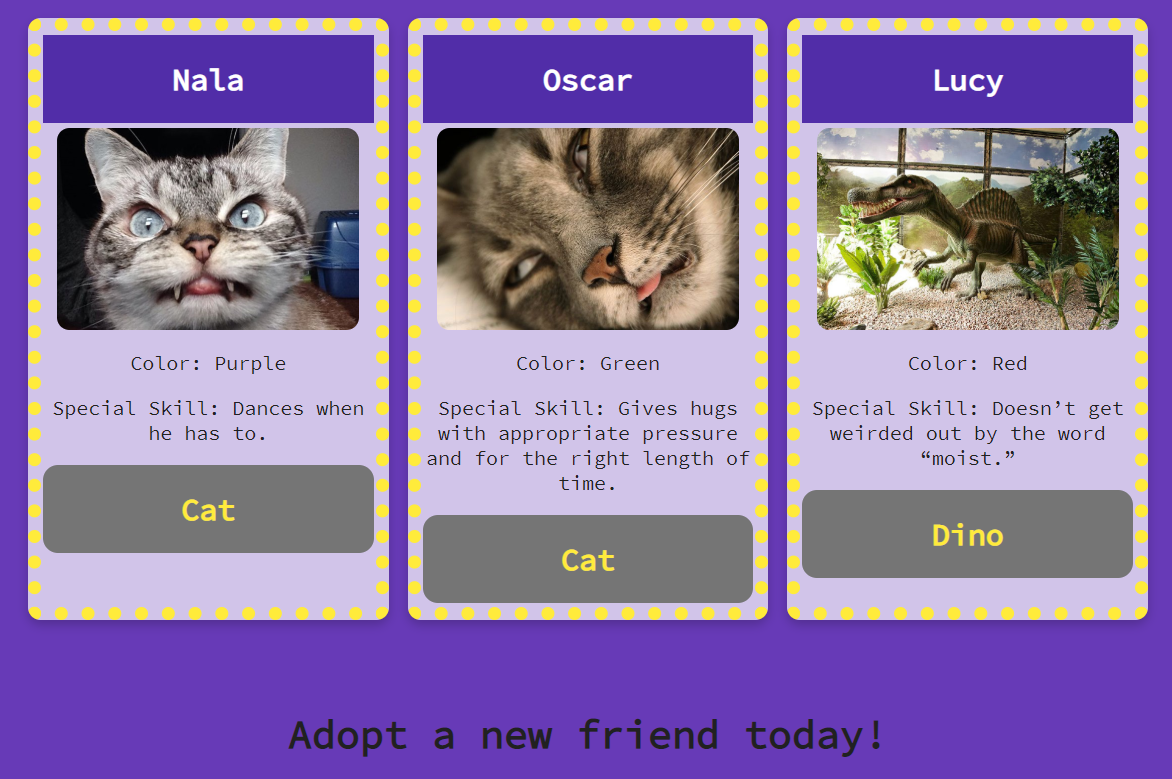 Nala
Color: Purple
Special Skill: Dances when
he has to.
Cat
Oscar
Color: Green
Special Skill: Gives hugs
with appropriate pressure
and for the right length of
time.
Cat
Lucy
Color: Red
Special Skill: Doesn’t get
weirded out by the word
“moist.”
Dino
Adopt a new friend today!